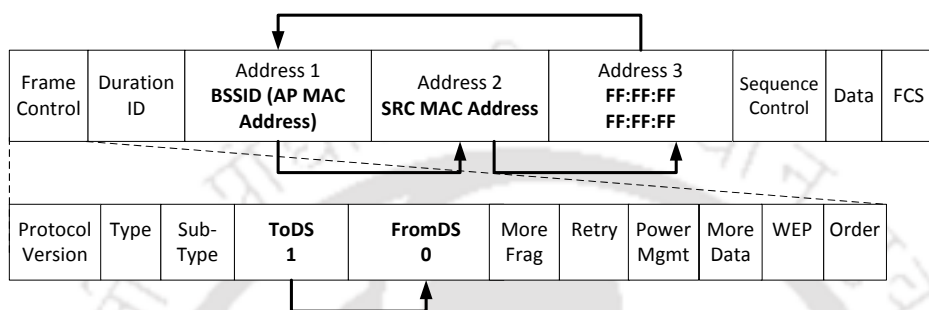 Frame
Control
Duration
ID
Address 1
BSSID (AP MAC
Address)
Address 2
SRC MAC Address
Address 3
FF:FF:FF
FF:FF:FF
Sequence
Control
Data
FCS
Protocol
Version
Type
Sub-
Type
ToDS
1
FromDS
0
More
Frag
Retry
Power
Mgmt
More
Data
WEP
Order